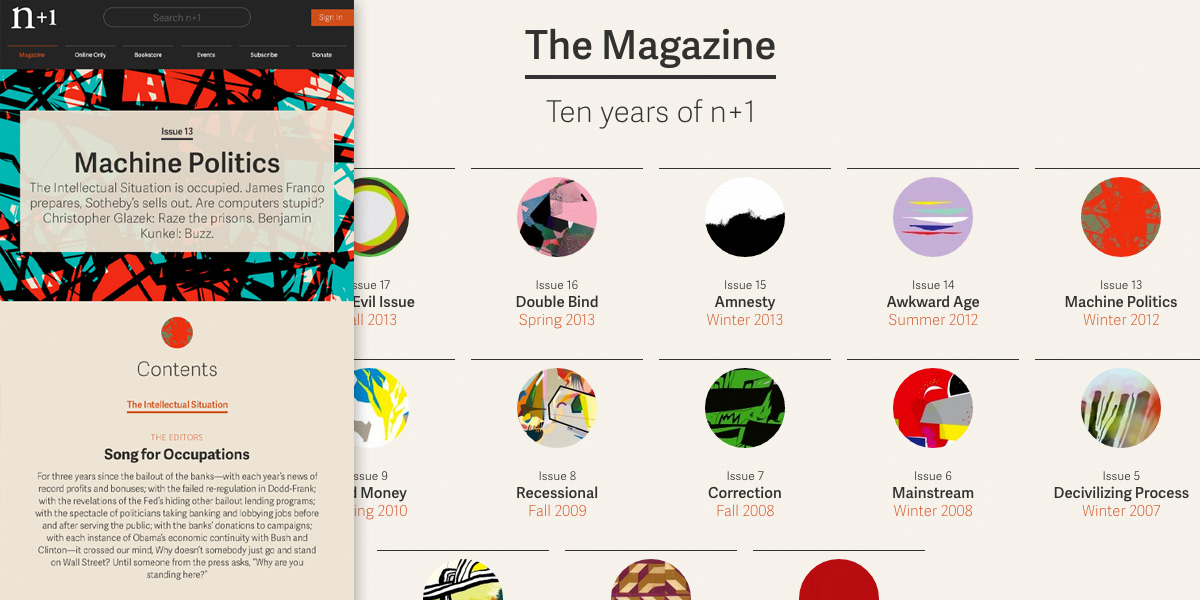 n+1
Search n+1
Sign In
Magazine
Online Only
Bookstore
Events
Subscribe
Donate
Issue 13
Machine Politics
The Intellectual Situation is occupied. James Franco
prepares, Sotheby's sells out. Are computers stupid?
Christopher Glazek: Raze the prisons. Benjamin
Kunkel: Buzz.
Contents
The Intellectual Situation
THE EDITORS
Song for Occupations
For three years since the bailout of the banks—with each year's news of
record profits and bonuses; with the failed re-regulation in Dodd-Frank;
with the revelations of the Fed's hiding other bailout lending programs;
with the spectacle of politicians taking banking and lobbying jobs before
and after serving the public; with the banks' donations to campaigns;
with each instance of Obama's economic continuity with Bush and
Clinton—it crossed our mind, Why doesn't somebody just go and stand
on Wall Street? Until someone from the press asks, "Why are you
standing here?"
The Magazine
Ten years of n+1
ssue 17
Evil Issue
all 2013
Issue 16
Double Bind
Spring 2013
Issue 15
Amnesty
Winter 2013
Issue 14
Awkward Age
Summer 2012
Issue 13
Machine Politics
Winter 2012
ssue 9
d Money
ing 2010
Issue 8
Recessional
Fall 2009
Issue 7
Correction
Fall 2008
Issue 6
Mainstream
Winter 2008
Issue 5
Decivilizing Process
Winter 2007